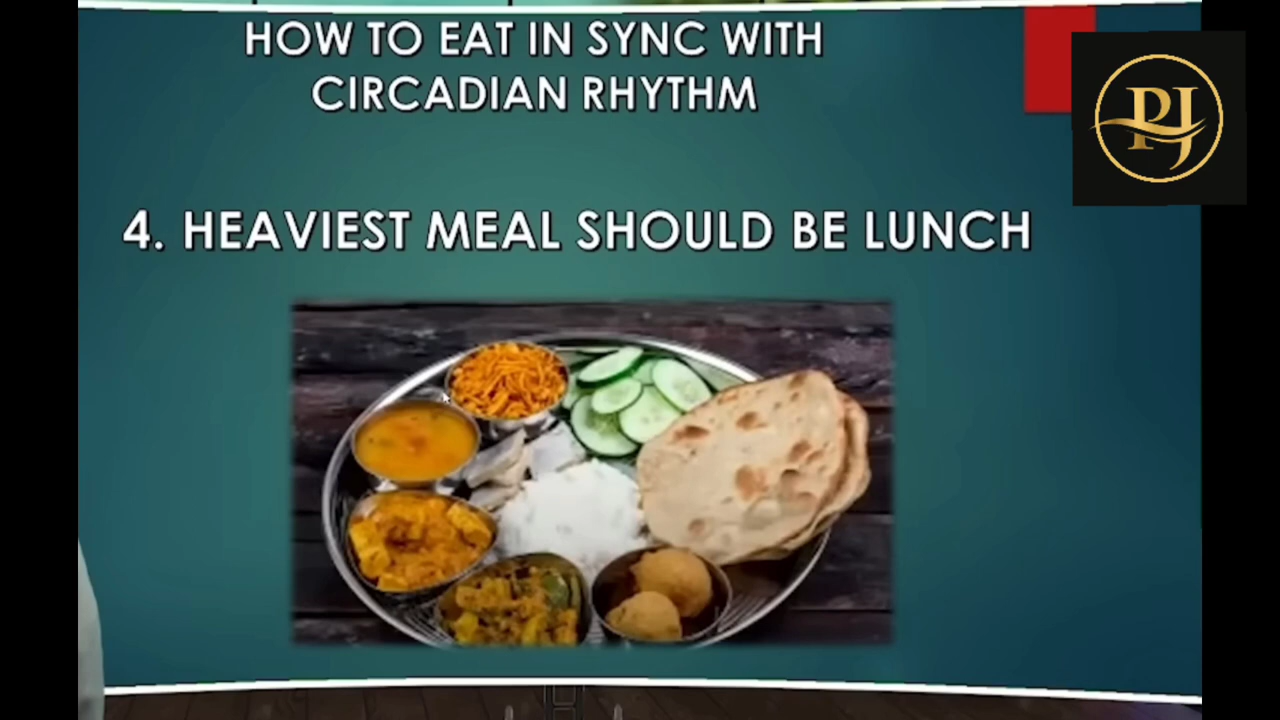 HOW TO EAT IN SYNC WITH
CIRCADIAN RHYTHM
PJ
4. HEAVIEST MEAL SHOULD BE LUNCH